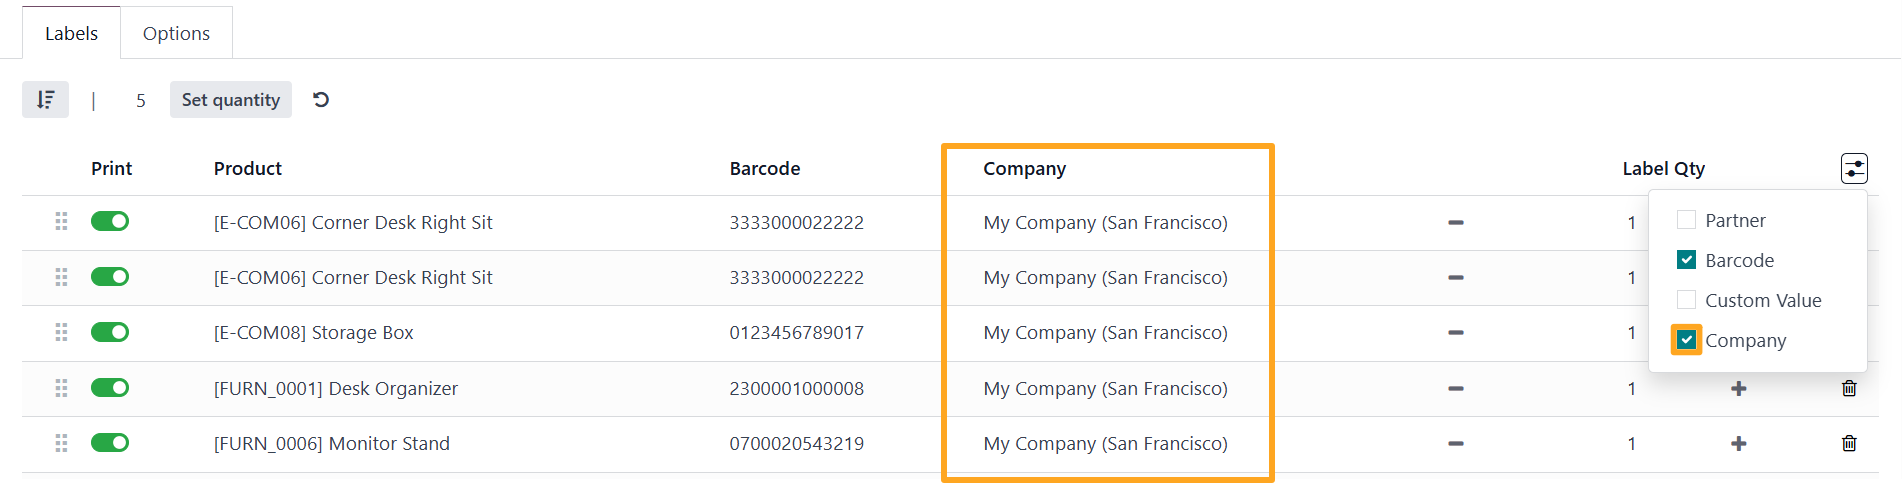 Labels Options
| 5 Set quantity
Print Product Barcode Company Label Qty
[E-COM06] Corner Desk Right Sit 3333000022222 My Company (San Francisco) 1
[E-COM06] Corner Desk Right Sit 3333000022222 My Company (San Francisco) 1
[E-COM08] Storage Box 0123456789017 My Company (San Francisco) 1
[FURN_0001] Desk Organizer 2300001000008 My Company (San Francisco) 1
[FURN_0006] Monitor Stand 0700020543219 My Company (San Francisco) 1
Partner
Barcode
Custom Value
Company